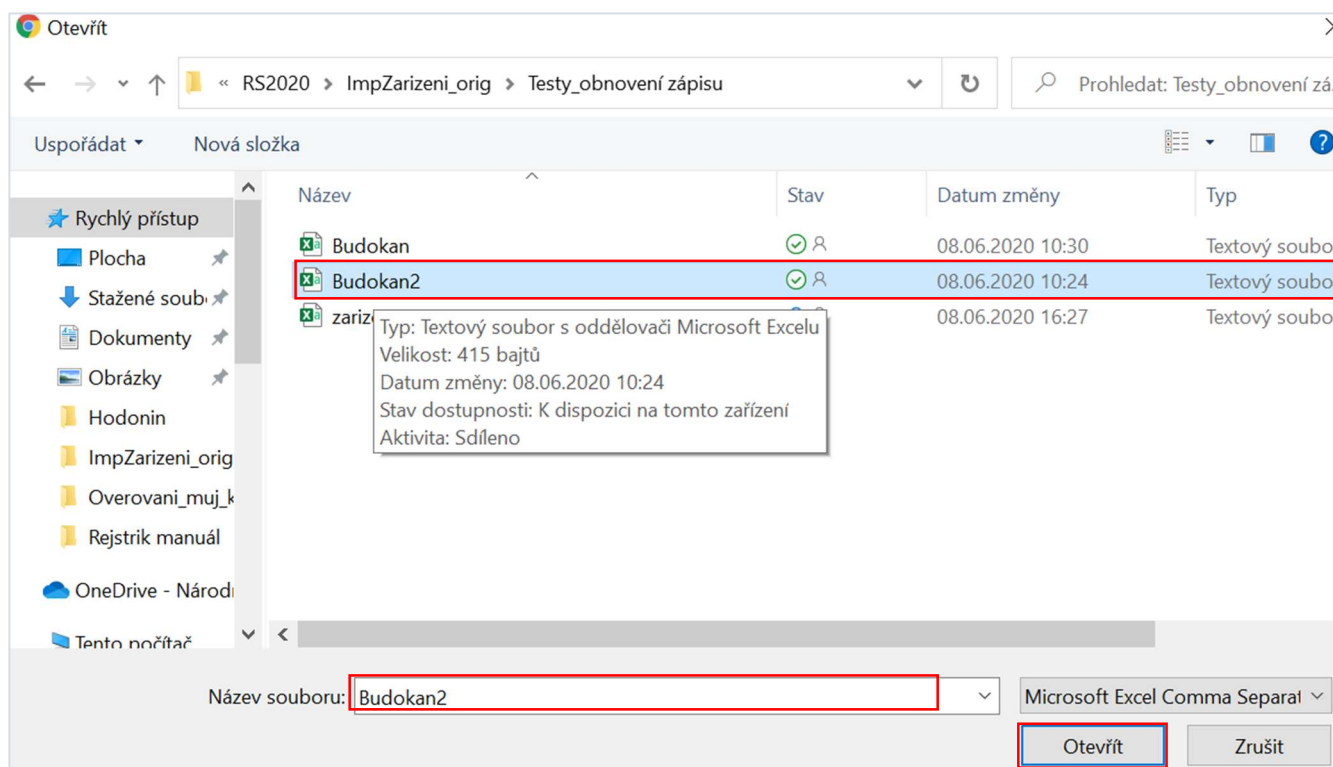 Otevřít
« RS2020 > ImpZarizeni_orig > Testy_obnovení zápisu
Prohledat: Testy_obnovení zá
Uspořádat
Nová složka
Název
Stav
Datum změny
Typ
Rychlý přístup
Plocha
Stažené soub
Dokumenty
Obrázky
Hodonin
ImpZarizeni_orig
Overovani_muj_k
Rejstrik manuál
OneDrive - Národ
Tento počítač
Budokan
08.06.2020 10:30
Textový soubo
Budokan2
08.06.2020 10:24
Textový soubo
zarize
08.06.2020 16:27
Textový soubo
Typ: Textový soubor s oddělovači Microsoft Excelu
Velikost: 415 bajtů
Datum změny: 08.06.2020 10:24
Stav dostupnosti: K dispozici na tomto zařízení
Aktivita: Sdíleno
Název souboru:
Budokan2
Microsoft Excel Comma Separat
Otevřít
Zrušit